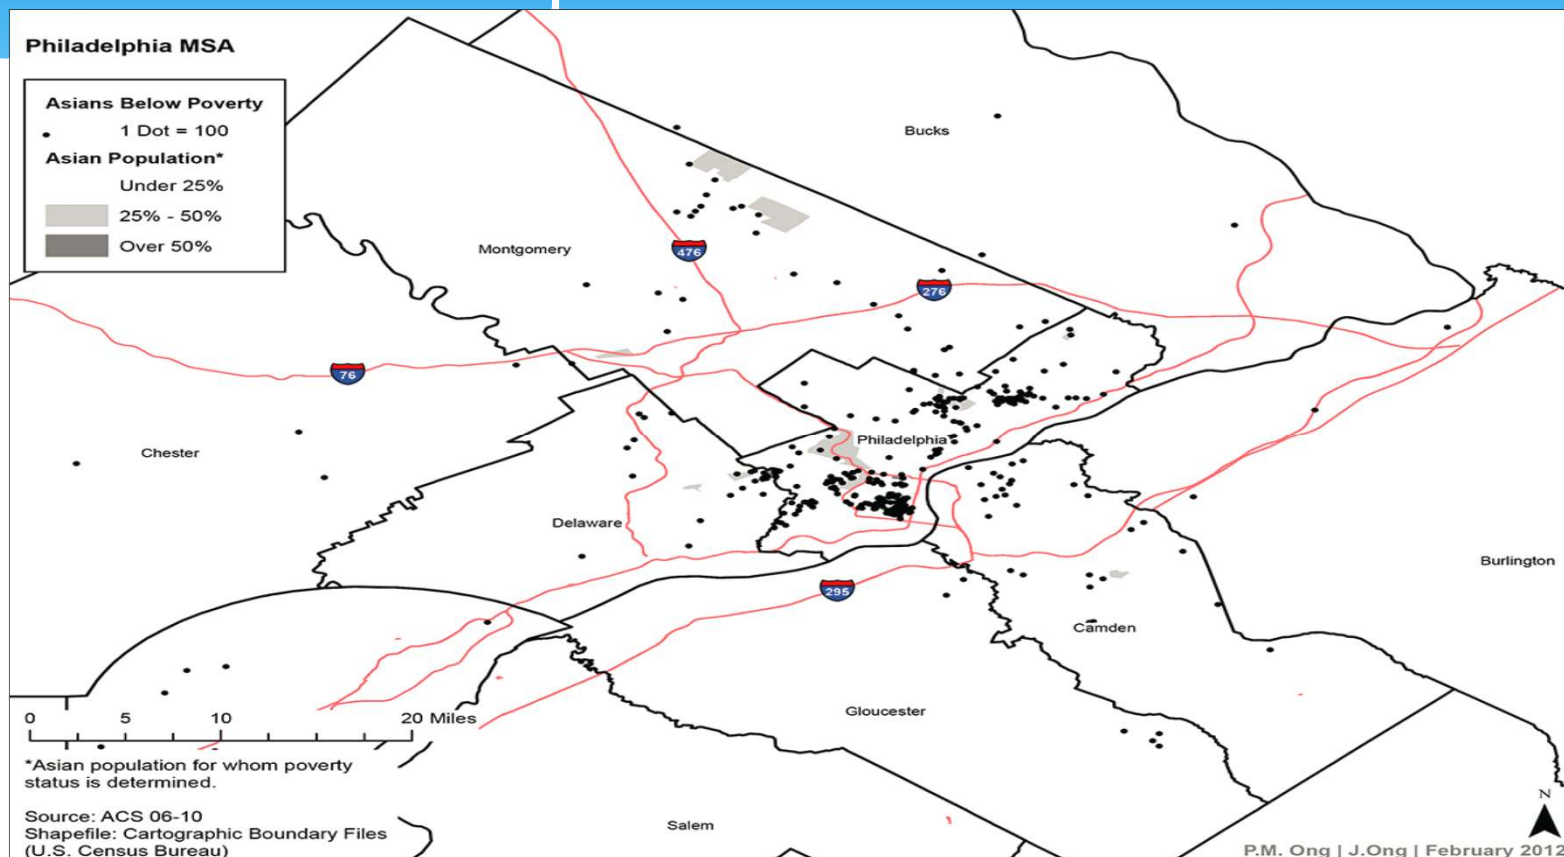 Philadelphia MSA
Asians Below Poverty
1 Dot = 100
Asian Population*
Under 25%
25% - 50%
Over 50%
Bucks
Montgomery
476
276
76
Chester
Philadelphia
Delaware
Burlington
295
Camden
Gloucester
0 5 10 20 Miles
*Asian population for whom poverty
status is determined.
Source: ACS 06-10
Shapefile: Cartographic Boundary Files
(U.S. Census Bureau)
Salem
N
P.M. Ong | J.Ong | February 2012